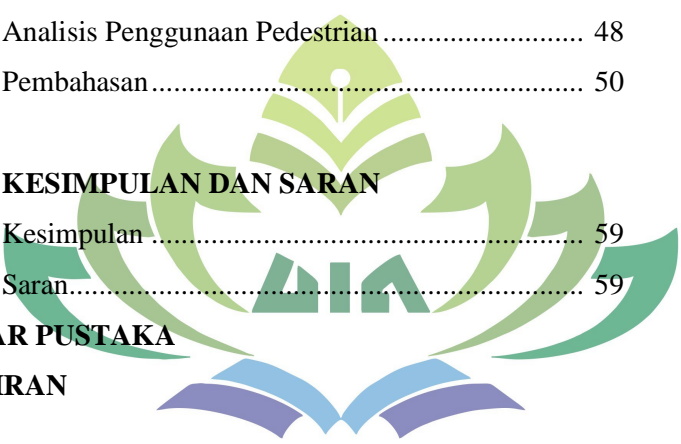 Analisis Penggunaan Pedestrian ........................... 48
Pembahasan ........................................................ 50
KESIMPULAN DAN SARAN
Kesimpulan ........................................................ 59
Saran .................................................................. 59
AR PUSTAKA
IRAN